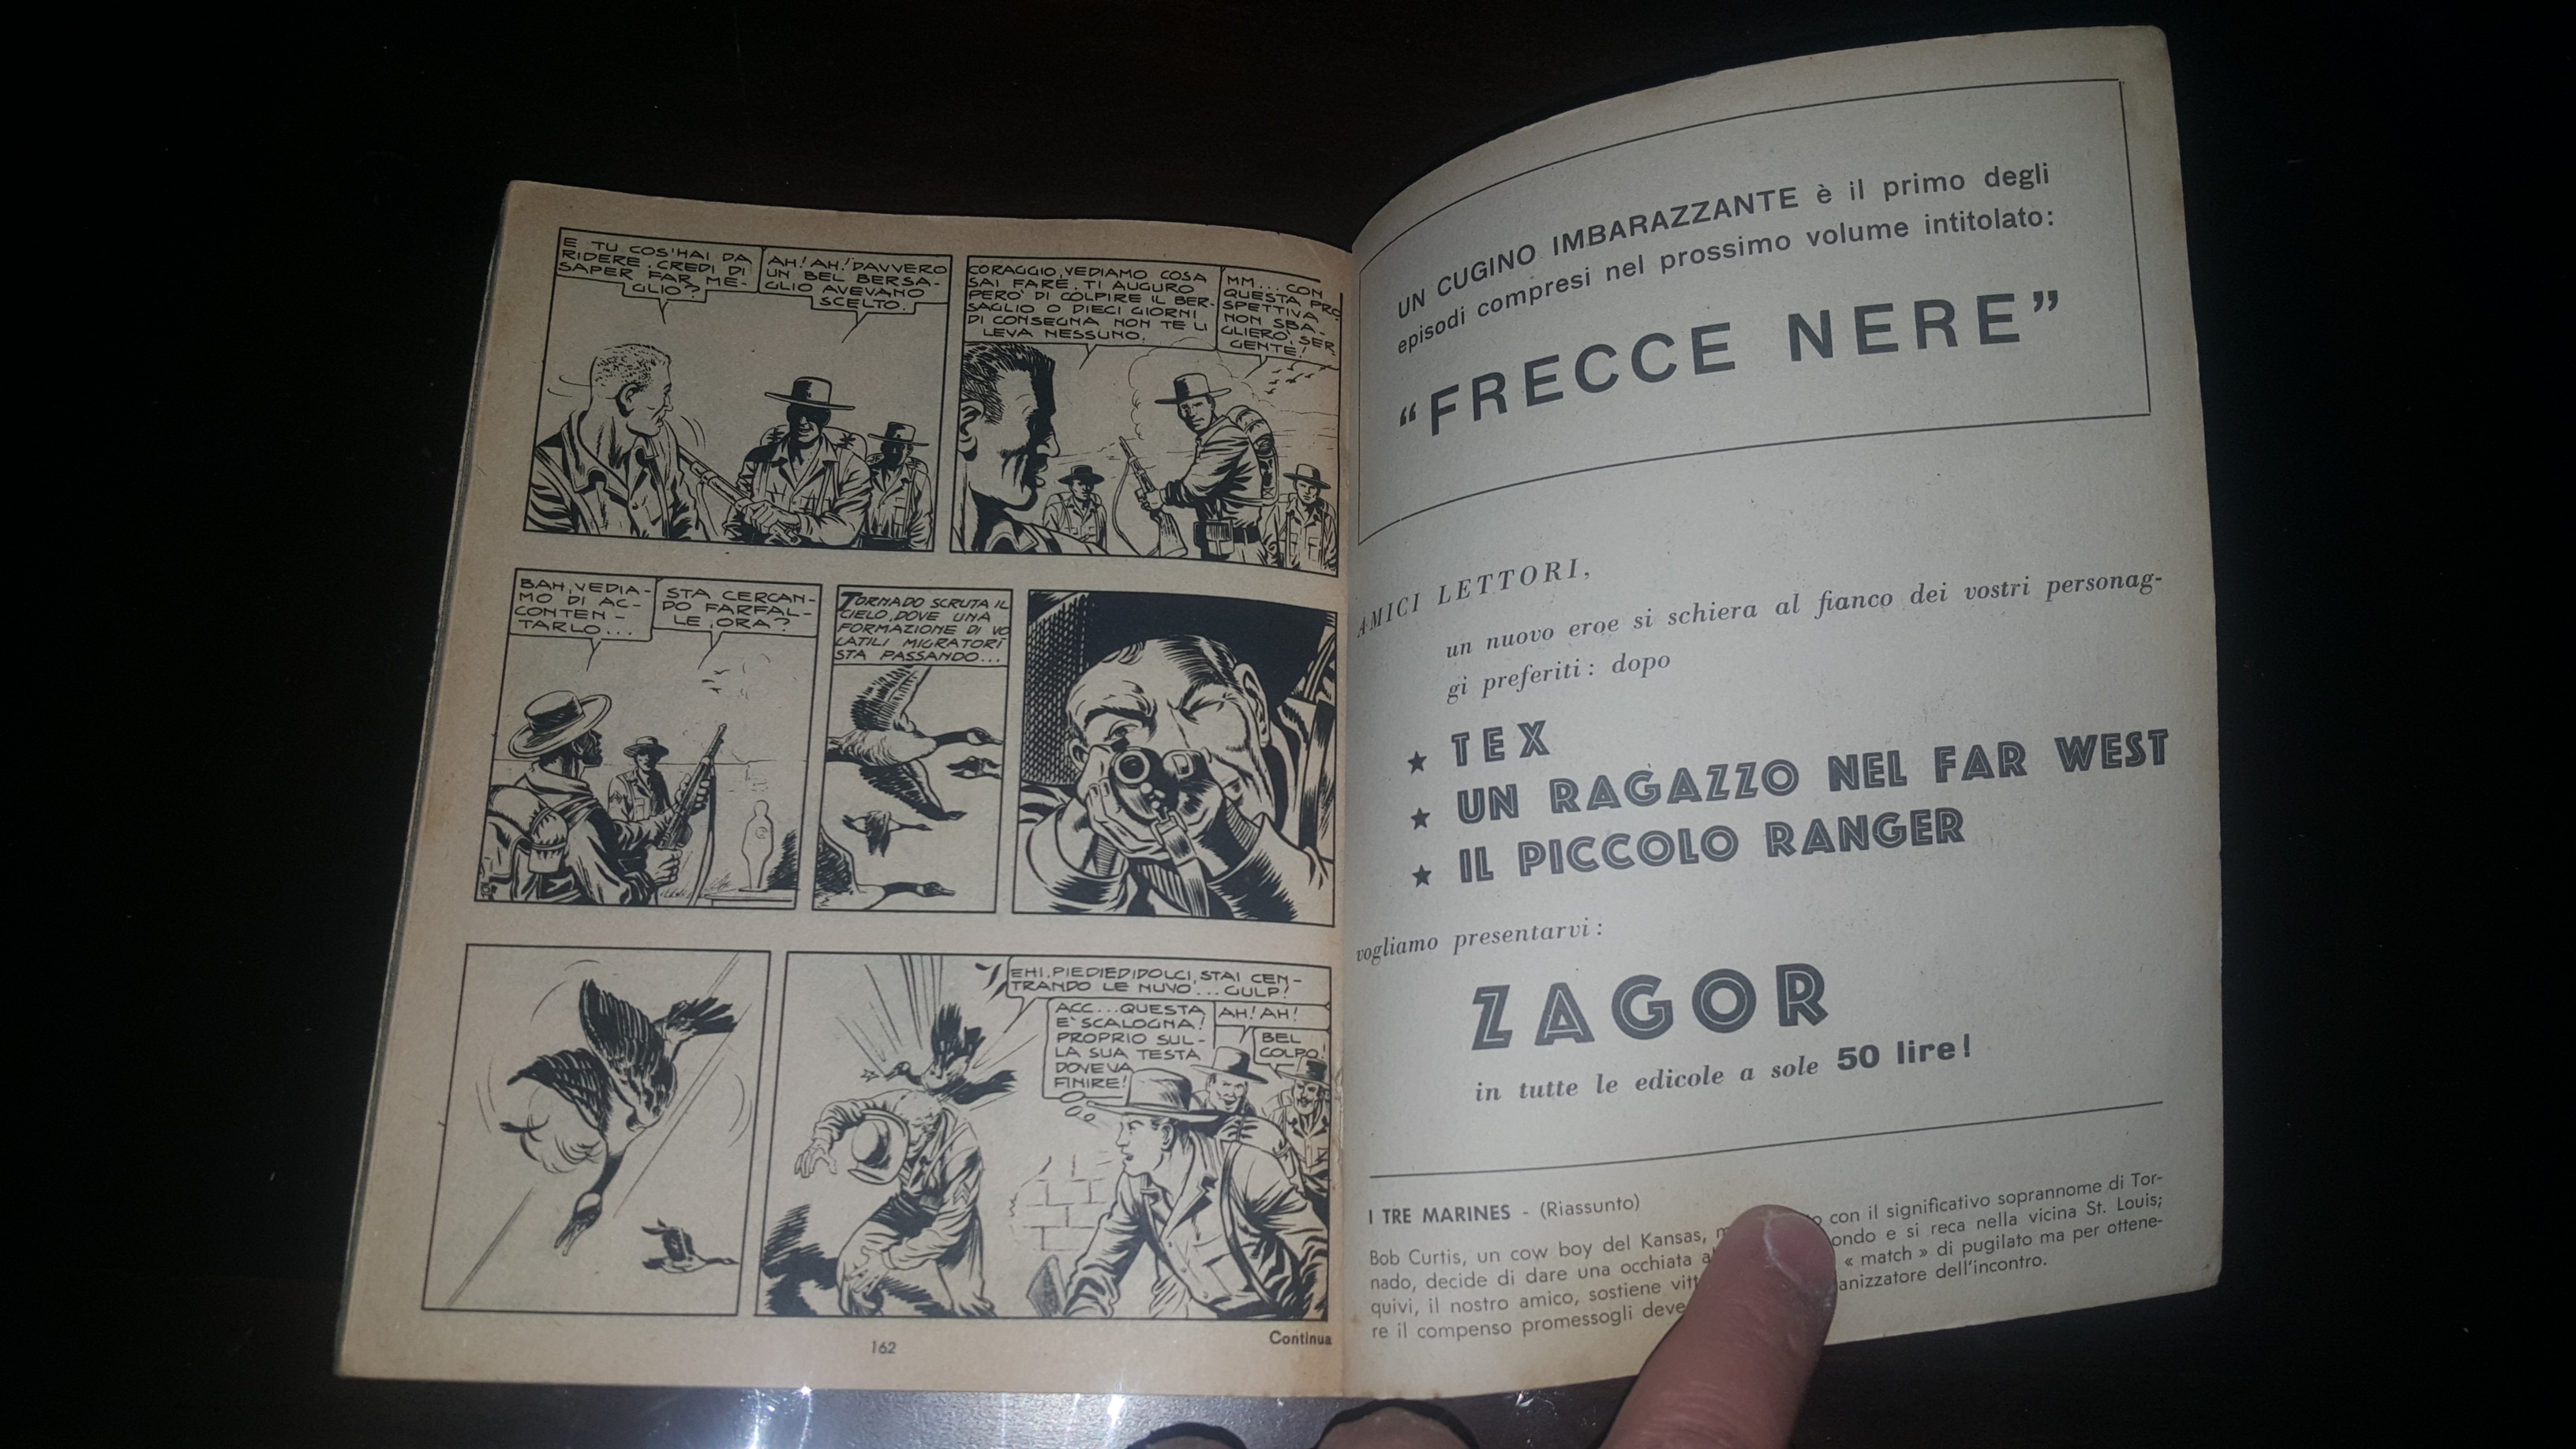 E TU COS'HAI DA
RIDERE. CREDI DI
SAPER FAR ME-
GLIO?
AH! AH! DAVVERO
UN BEL BERSA-
GLIO AVEVANO
SCELTO.
CORAGGIO, VEDIAMO COSA
SAI FARE. TI AUGURO
PERO' DI COLPIRE IL BER-
SAGLIO O DIECI GIORNI
DI CONSEGNA NON TE LI
LEVA NESSUNO.
MM... CON
QUESTA PRO-
SPETTIVA
NON SBA-
GLIERO', SER
GENTE!
BAH, VEDIA-
MO DI AC-
CONTEN-
TARLO...
STA CERCAN-
DO FARFAL-
LE, ORA?
TORNADO SCRUTA IL
CIELO, DOVE UNA
FORMAZIONE DI VO
LATILI MIGRATORI
STA PASSANDO...
EHI, PIEDIEDIDOLCI, STAI CEN-
TRANDO LE NUVO... GULP!
ACC... QUESTA
E' SCALOGNA!
PROPRIO SUL-
LA SUA TESTA
DOVEVA
FINIRE!
AH! AH!
BEL
COLPO!
Continua
162
UN CUGINO IMBARAZZANTE è il primo degli
episodi compresi nel prossimo volume intitolato:
“FRECCE NERE”
AMICI LETTORI,
un nuovo eroe si schiera al fianco dei vostri personag-
gi preferiti: dopo
★ TEX
★ UN RAGAZZO NEL FAR WEST
★ IL PICCOLO RANGER
vogliamo presentarvi:
ZAGOR
in tutte le edicole a sole 50 lire!
I TRE MARINES - (Riassunto)
Bob Curtis, un cow boy del Kansas, con il significativo soprannome di Tor-
nado, decide di dare una occhiata e si reca nella vicina St. Louis;
quivi, il nostro amico, sostiene « match » di pugilato ma per ottene-
re il compenso promessogli deve dell'incontro.